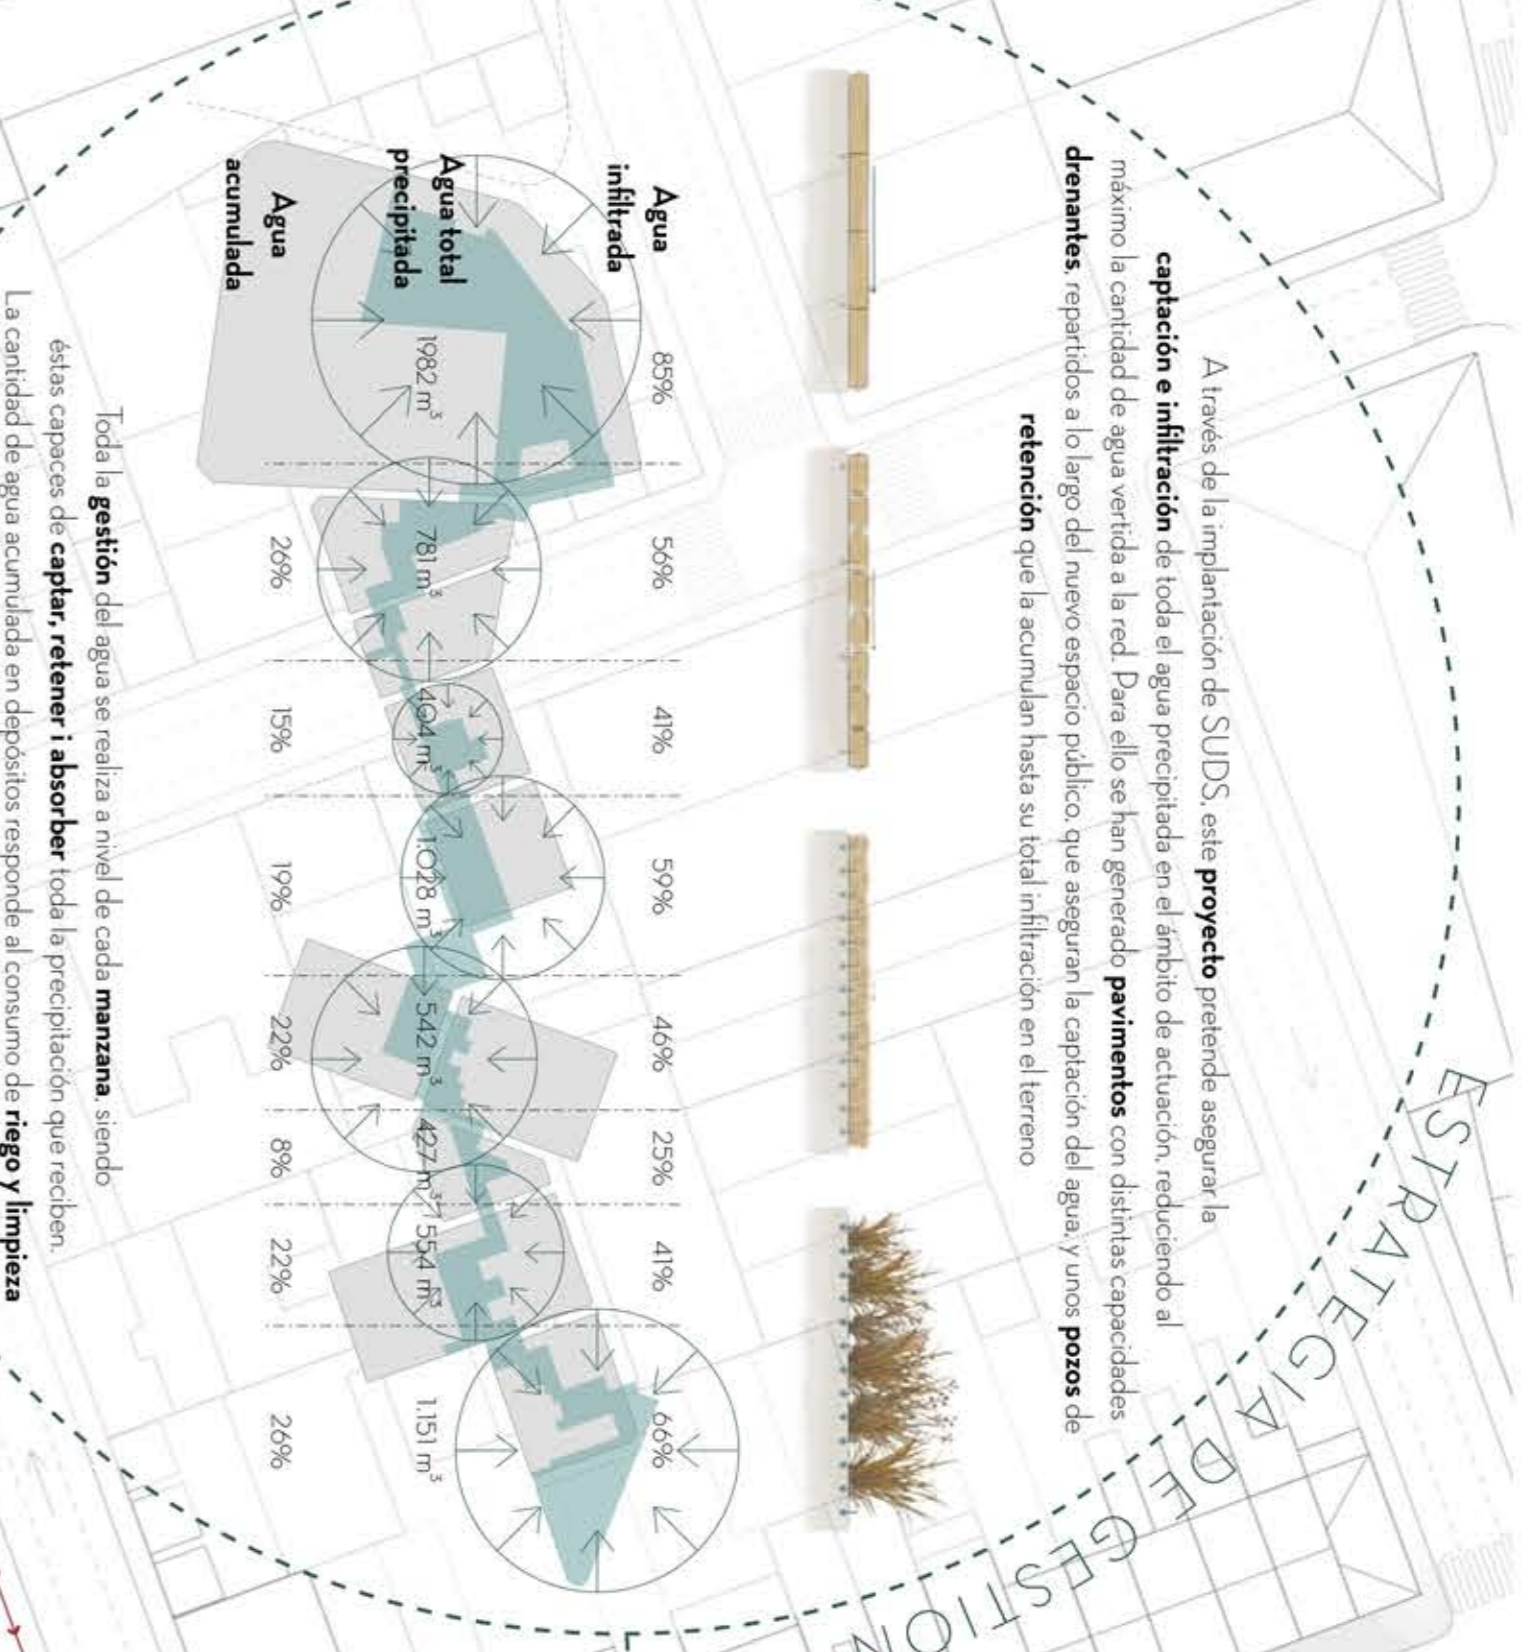 ESTRATEGIA DE GESTIÓN
A través de la implantación de SUDS, este proyecto pretende asegurar la
captación e infiltración de toda el agua precipitada en el ámbito de actuación, reduciendo al
máximo la cantidad de agua vertida a la red. Para ello se han generado pavimentos con distintas capacidades
drenantes, repartidos a lo largo del nuevo espacio público, que aseguran la captación del agua, y unos pozos de
retención que la acumulan hasta su total infiltración en el terreno
Agua
infiltrada
85%
56%
41%
59%
46%
25%
41%
66%
Agua total
precipitada
1982 m³
781 m³
404 m³
1.028 m³
542 m³
427 m³
554 m³
1.151 m³
Agua
acumulada
26%
15%
19%
22%
8%
22%
26%
Toda la gestión del agua se realiza a nivel de cada manzana, siendo
éstas capaces de captar, retener i absorber toda la precipitación que reciben.
La cantidad de agua acumulada en depósitos responde al consumo de riego y limpieza